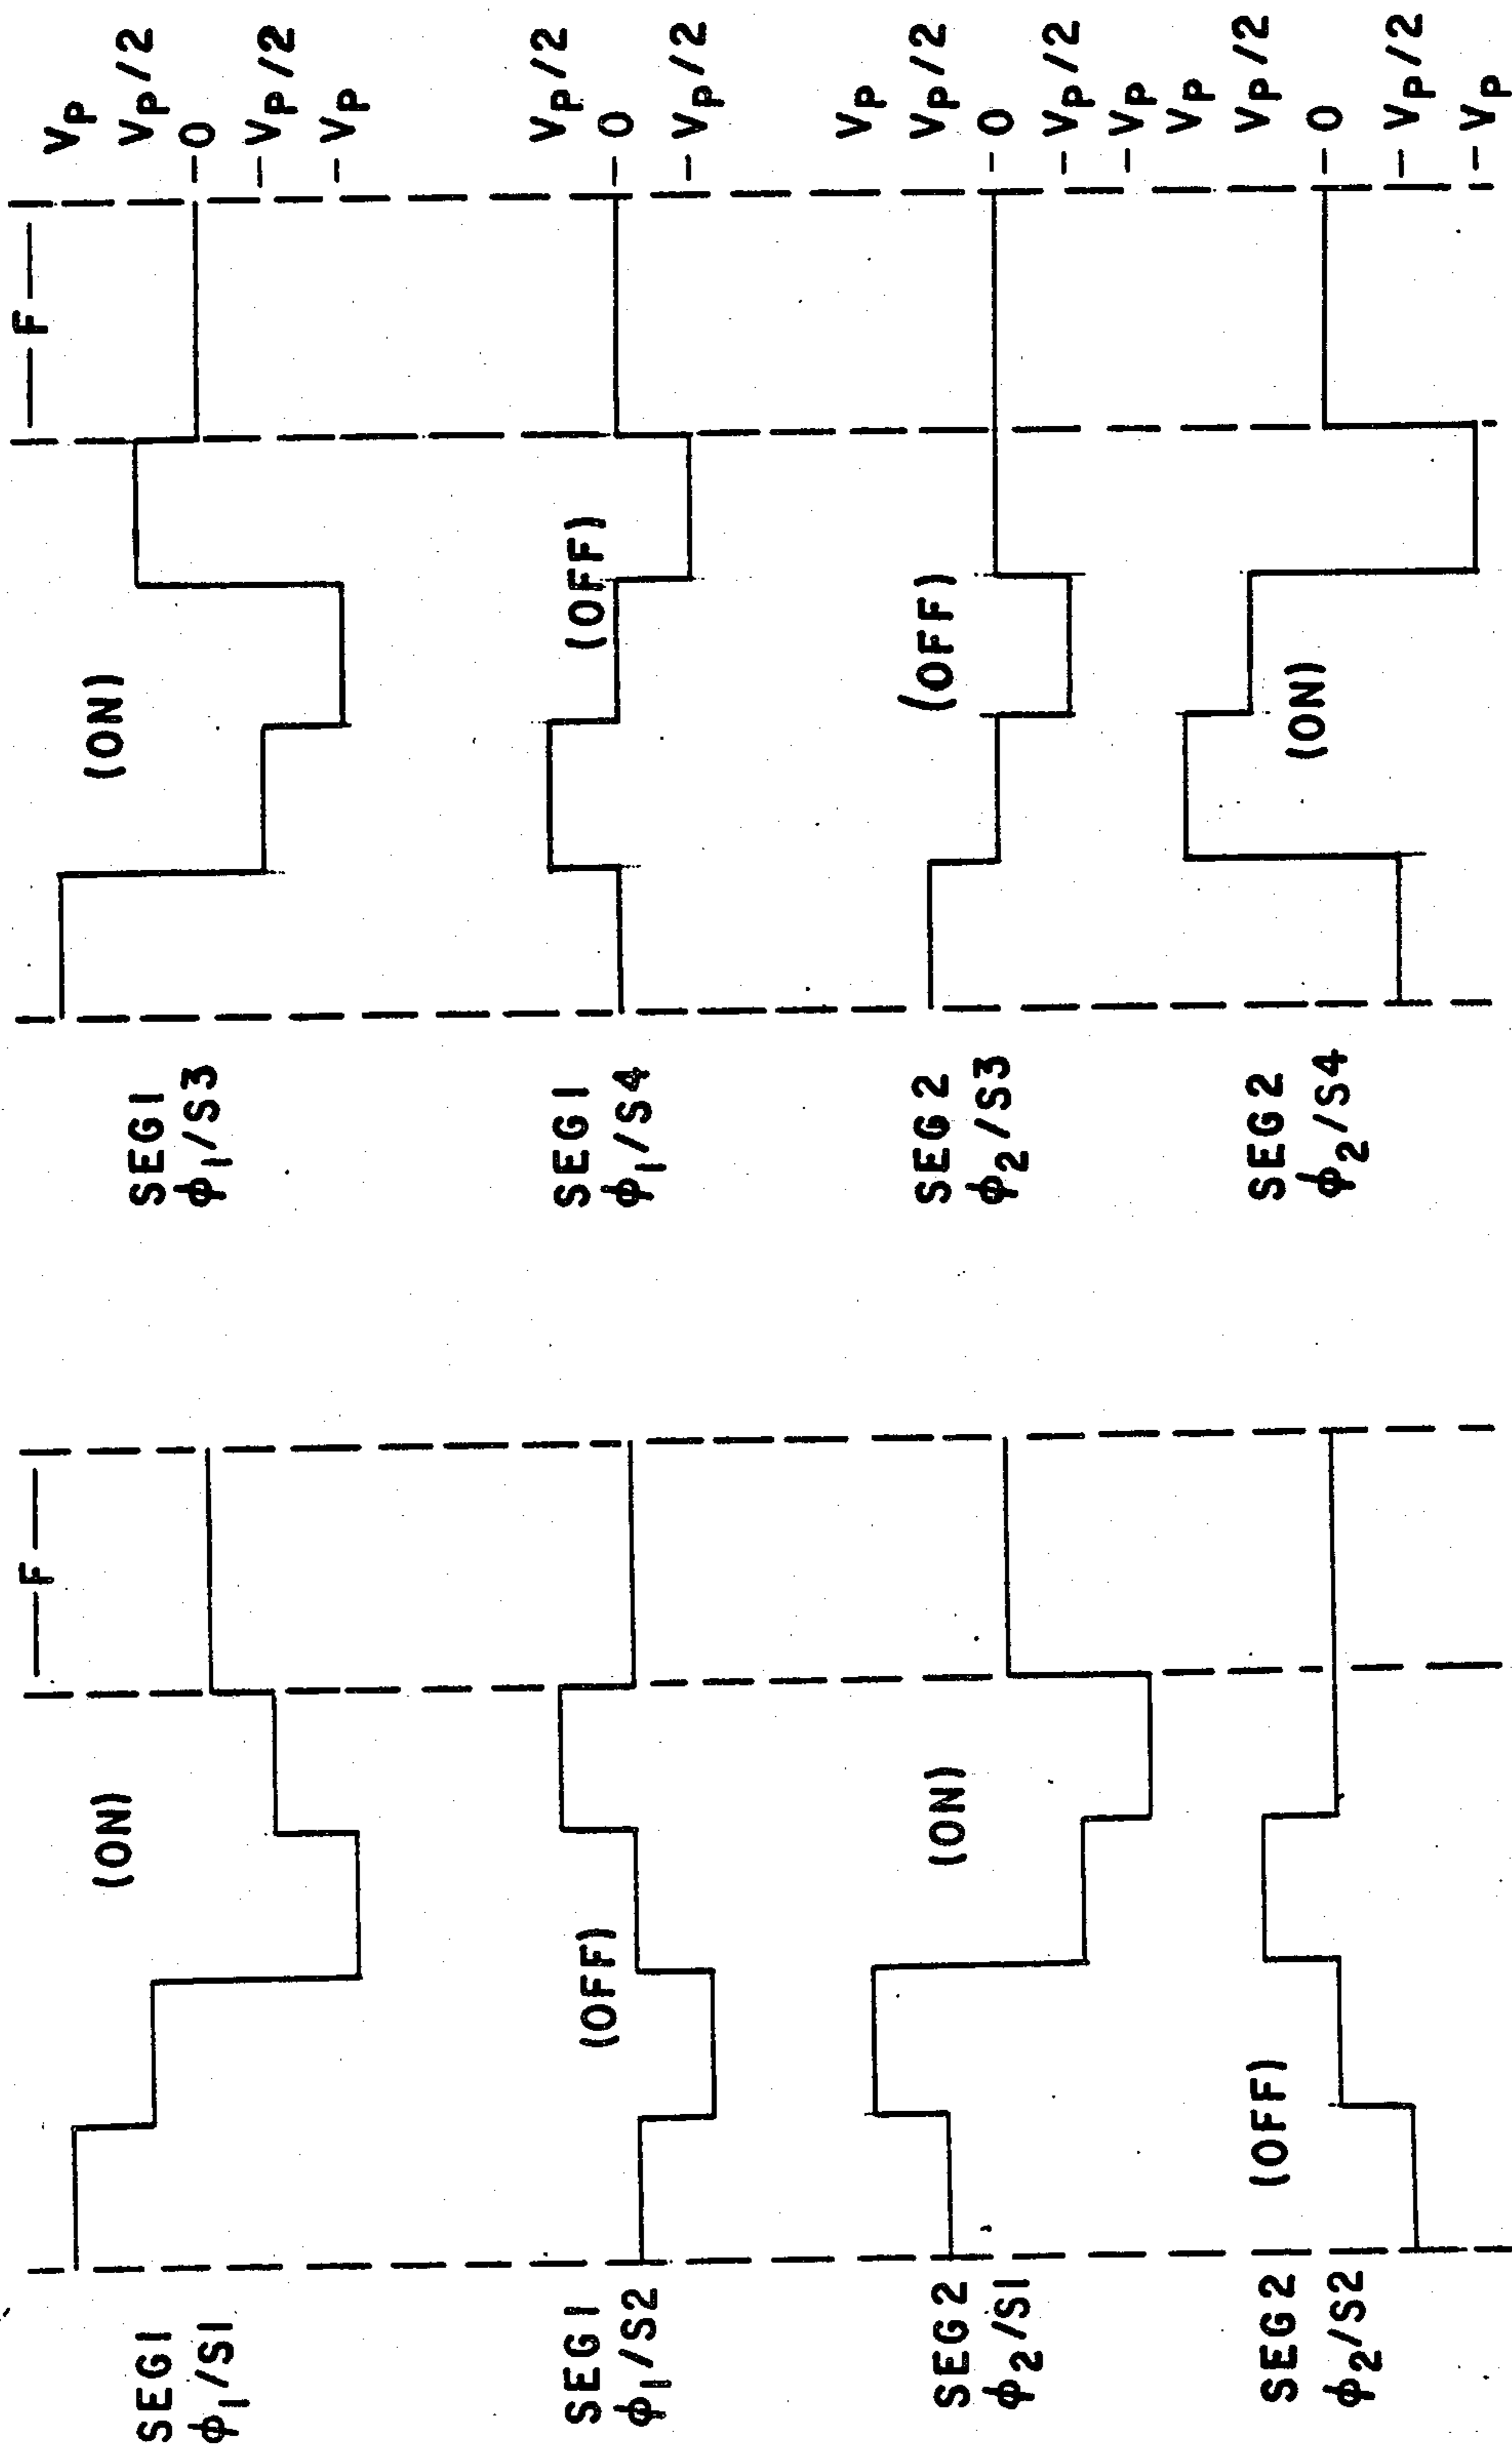 F
SEG1
φ1/S1
(ON)
SEG1
φ1/S2
(OFF)
SEG2
φ2/S1
(ON)
SEG2
φ2/S2
(OFF)
F
SEG1
φ1/S3
(ON)
VP
VP/2
0
-VP/2
-VP
SEG1
φ1/S4
(OFF)
VP/2
0
-VP/2
SEG2
φ2/S3
(OFF)
VP
VP/2
0
-VP/2
-VP
SEG2
φ2/S4
(ON)
VP
VP/2
0
-VP/2
-VP